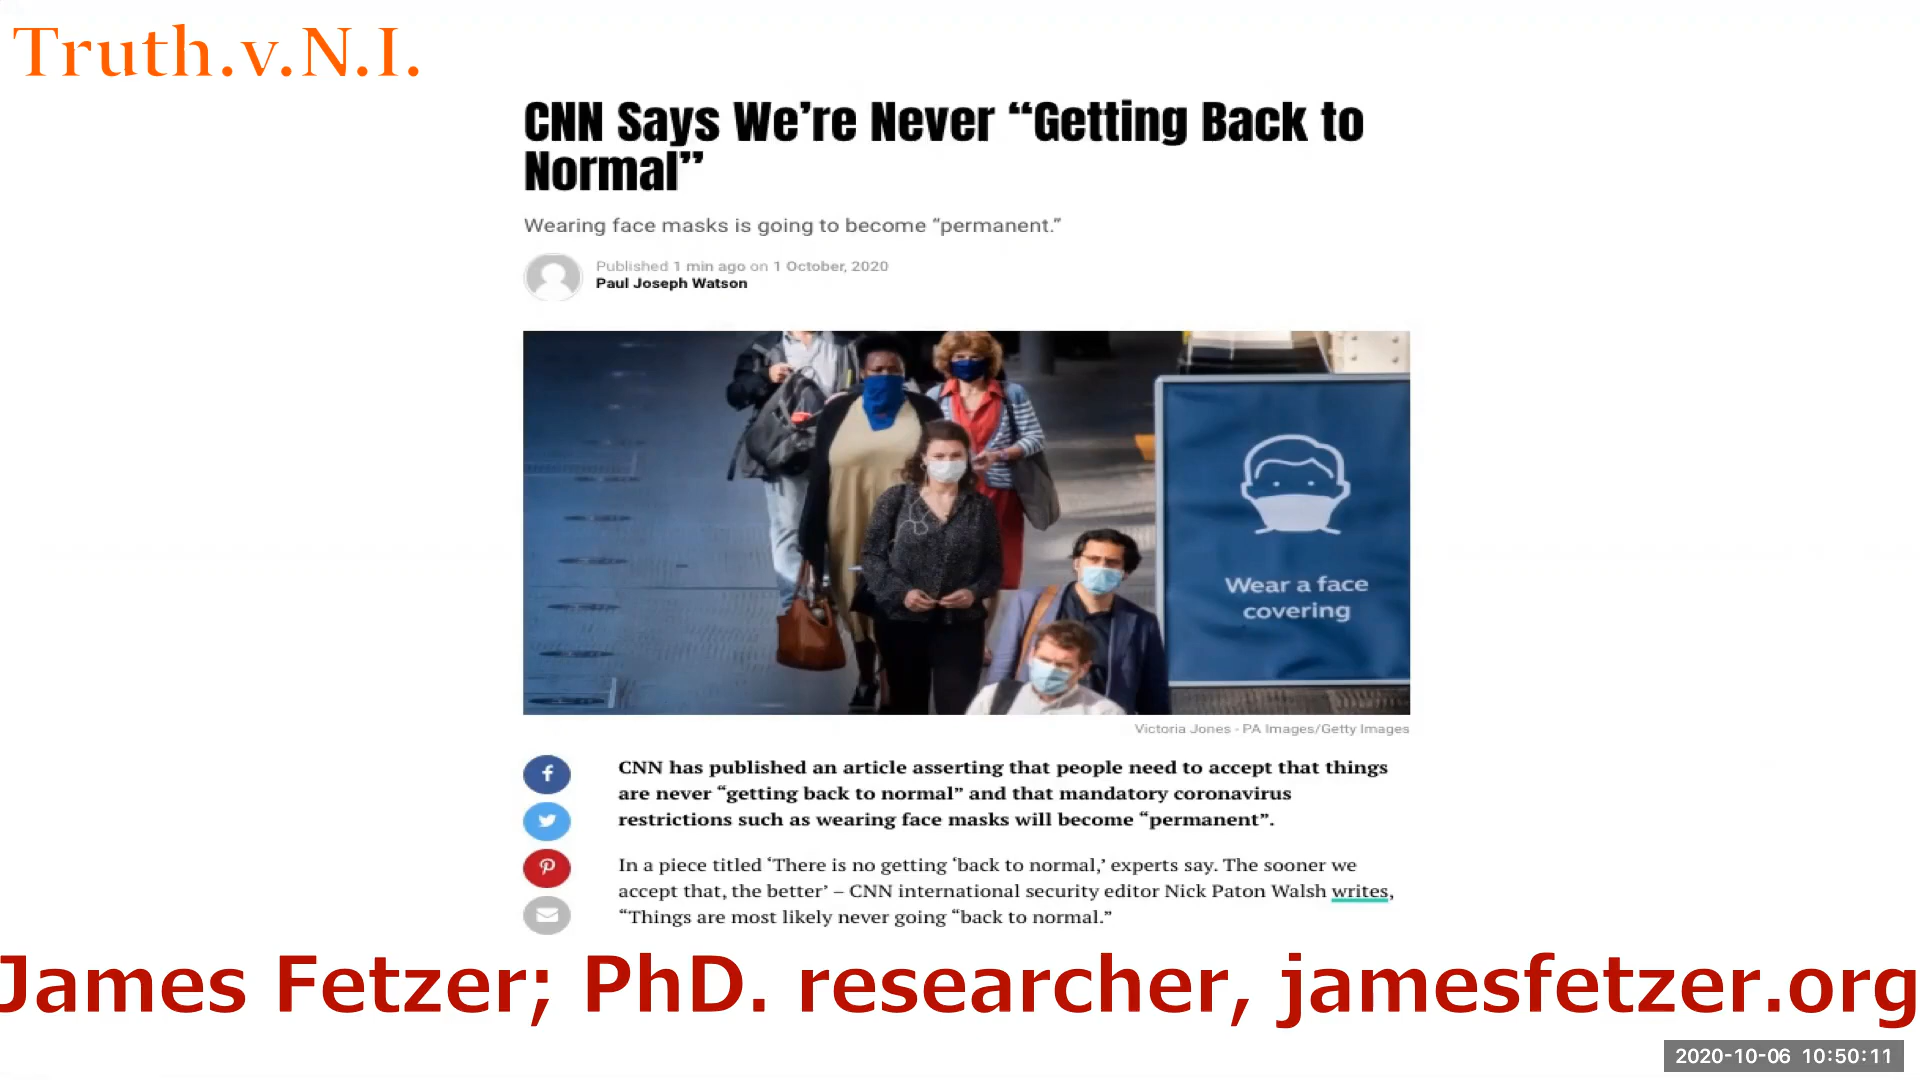 Truth.v.N.I.
CNN Says We’re Never “Getting Back to
Normal”
Wearing face masks is going to become “permanent.”
Published 1 min ago on 1 October, 2020
Paul Joseph Watson
Wear a face
covering
Victoria Jones - PA Images/Getty Images
CNN has published an article asserting that people need to accept that things
are never “getting back to normal” and that mandatory coronavirus
restrictions such as wearing face masks will become “permanent”.
In a piece titled ‘There is no getting ‘back to normal,’ experts say. The sooner we
accept that, the better’ – CNN international security editor Nick Paton Walsh writes,
“Things are most likely never going “back to normal.”
James Fetzer; PhD. researcher, jamesfetzer.org
2020-10-06 10:50:11